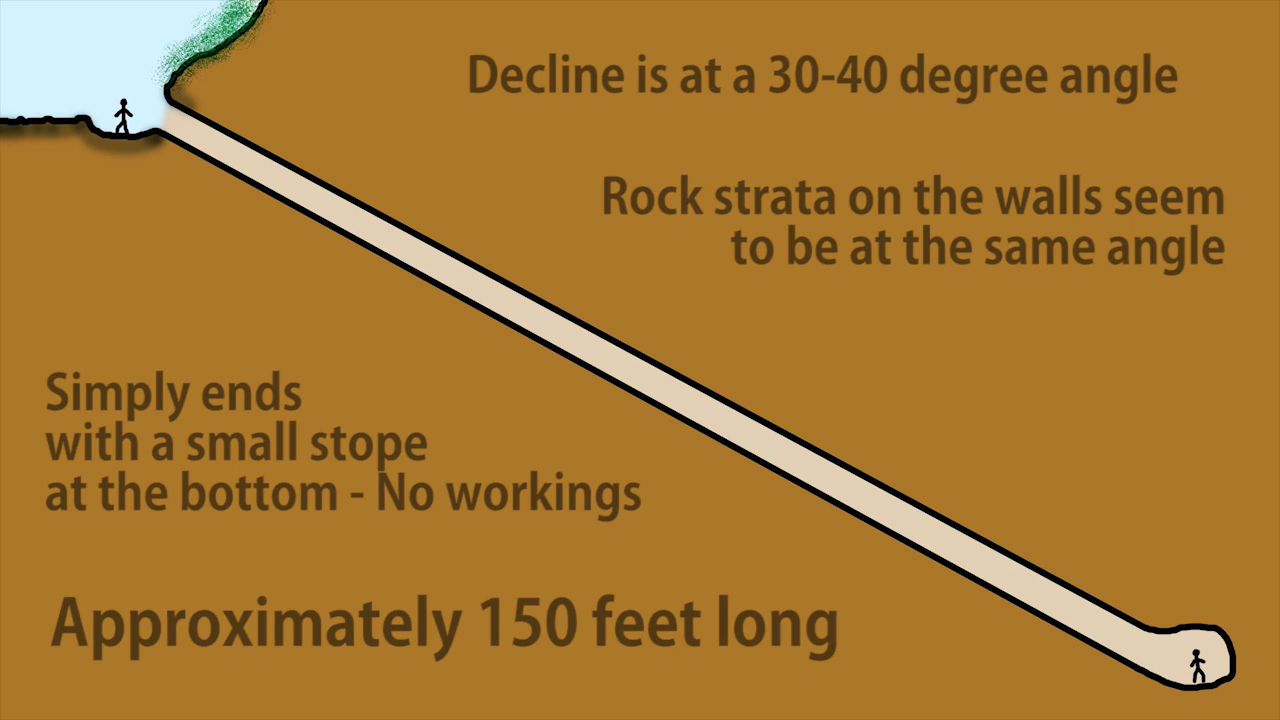 Decline is at a 30-40 degree angle
Rock strata on the walls seem
to be at the same angle
Simply ends
with a small stope
at the bottom - No workings
Approximately 150 feet long